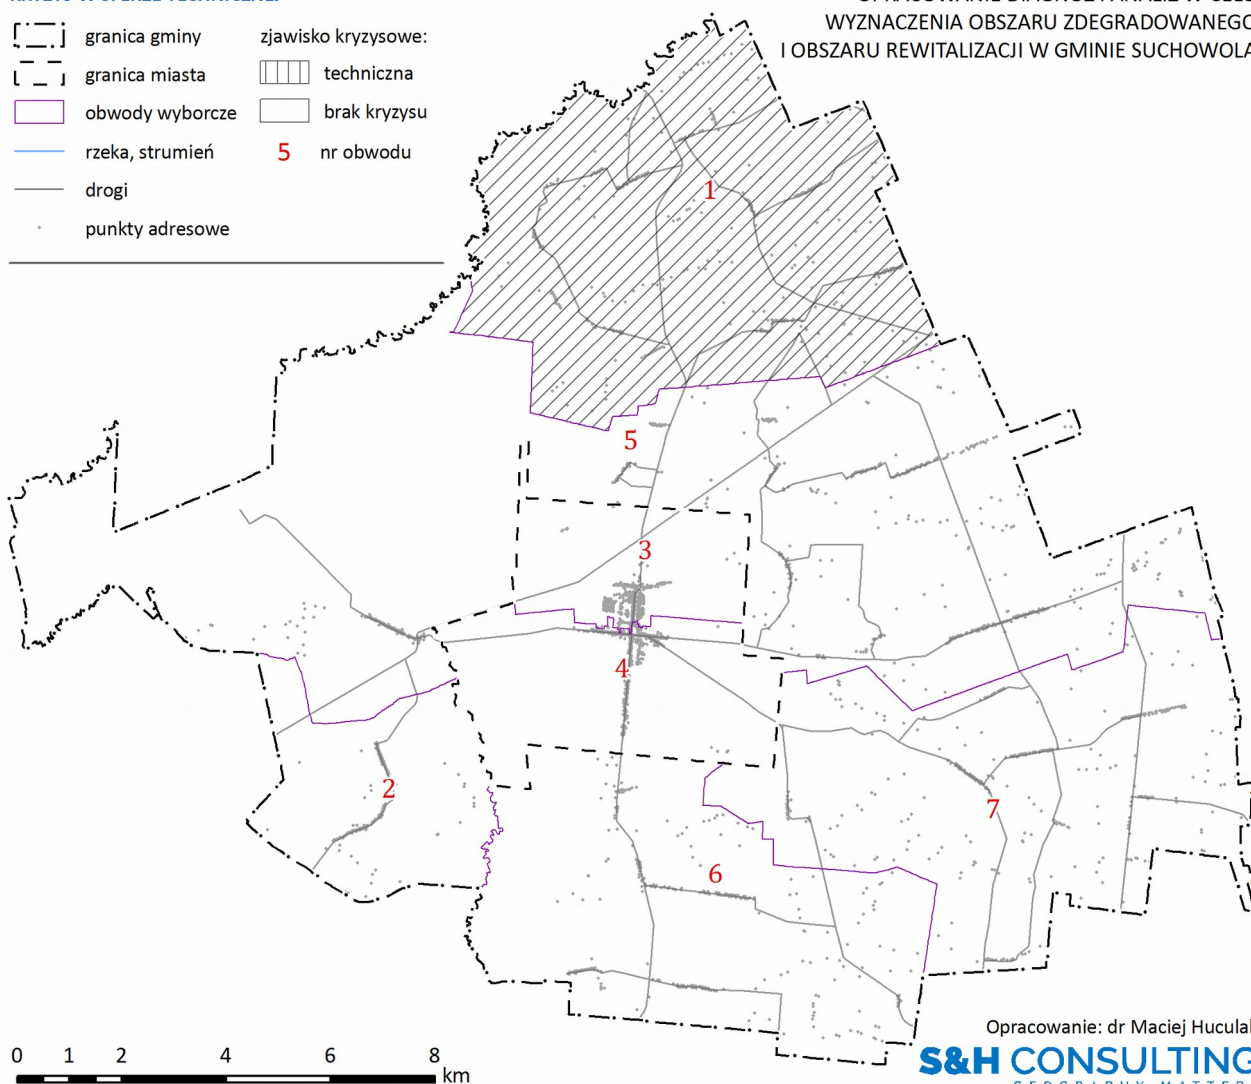 WYZNACZENIA OBSZARU ZDEGRADOWANEGO
I OBSZARU REWITALIZACJI W GMINIE SUCHOWOLA
granica gminy
granica miasta
obwody wyborcze
rzeka, strumień
drogi
punkty adresowe
zjawisko kryzysowe:
techniczna
brak kryzysu
5 nr obwodu
1
5
3
4
2
7
6
0 1 2 4 6 8 km
Opracowanie: dr Maciej Huculak
S&H CONSULTING